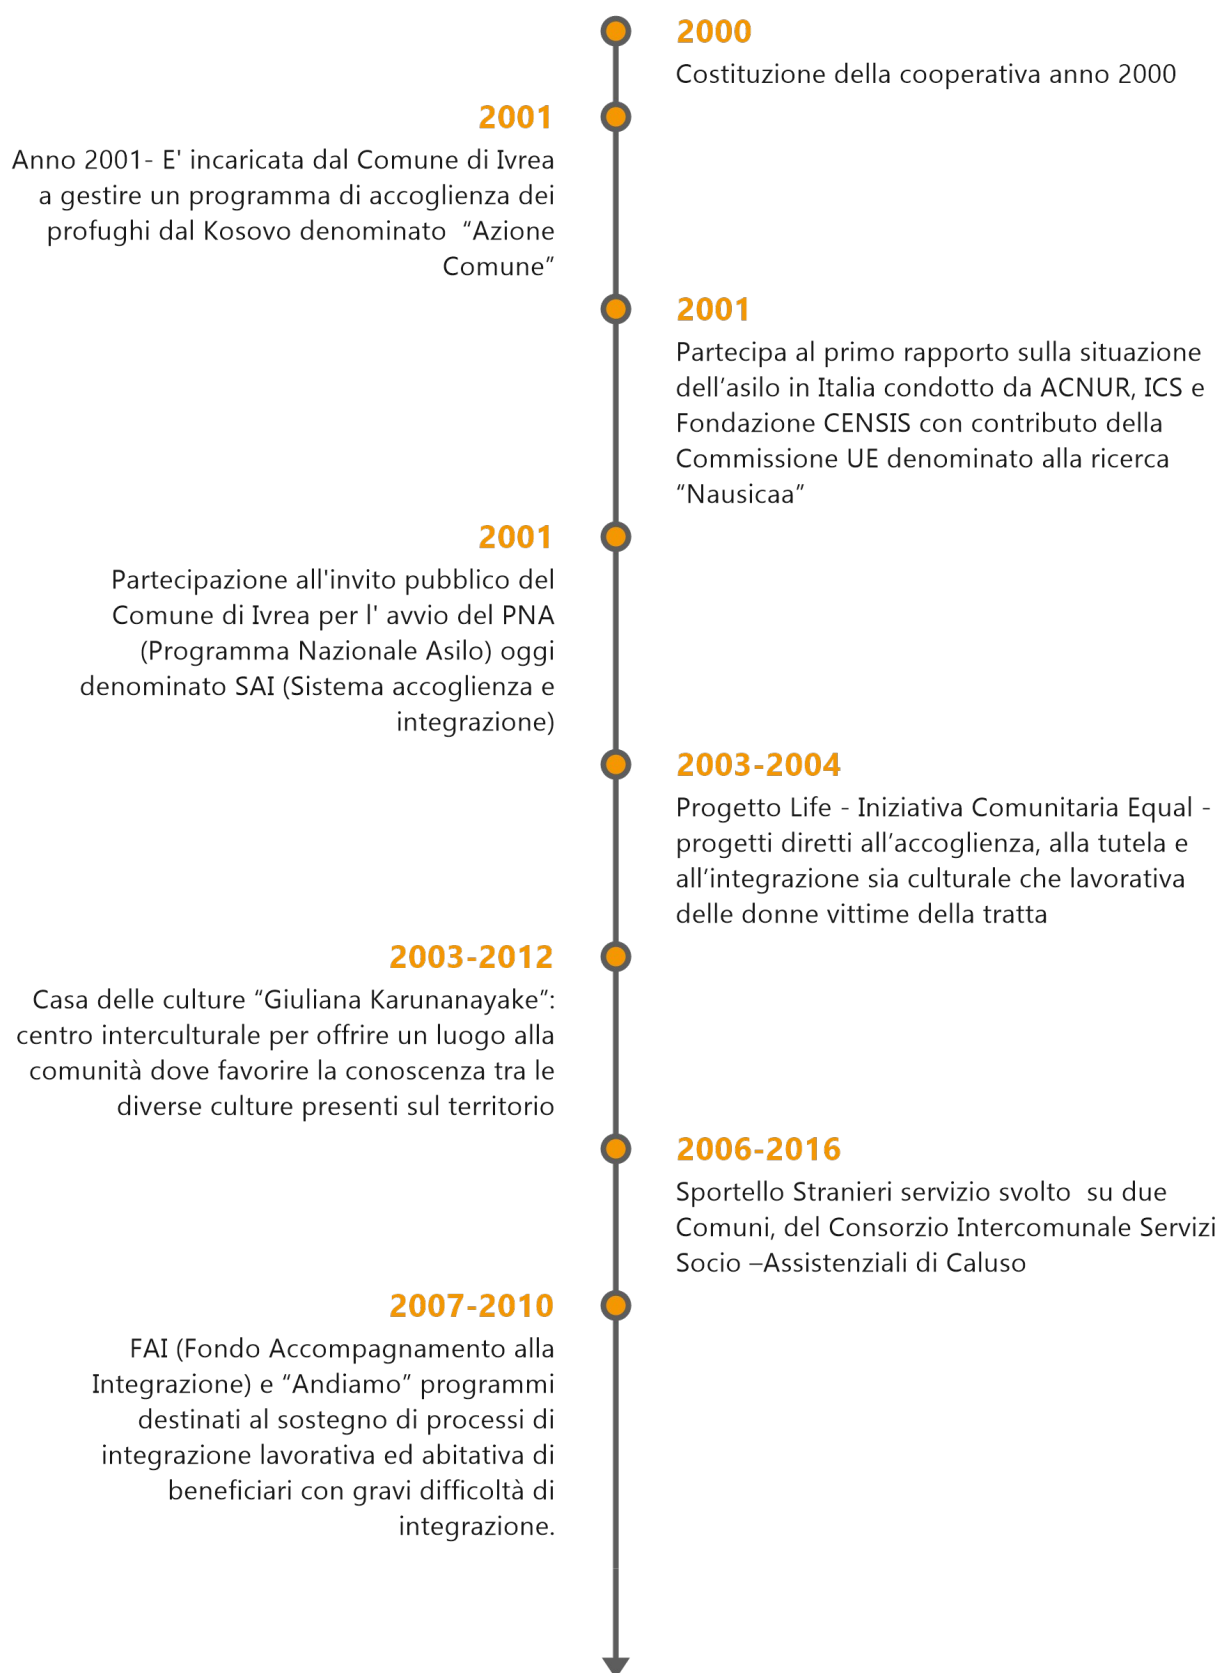 2000
Costituzione della cooperativa anno 2000
2001
Anno 2001- E' incaricata dal Comune di Ivrea
a gestire un programma di accoglienza dei
profughi dal Kosovo denominato  “Azione
Comune”
2001
Partecipa al primo rapporto sulla situazione
dell’asilo in Italia condotto da ACNUR, ICS e
Fondazione CENSIS con contributo della
Commissione UE denominato alla ricerca
“Nausicaa”
2001
Partecipazione all'invito pubblico del
Comune di Ivrea per l' avvio del PNA
(Programma Nazionale Asilo) oggi
denominato SAI (Sistema accoglienza e
integrazione)
2003-2004
Progetto Life - Iniziativa Comunitaria Equal -
progetti diretti all’accoglienza, alla tutela e
all’integrazione sia culturale che lavorativa
delle donne vittime della tratta
2003-2012
Casa delle culture “Giuliana Karunanayake”:
centro interculturale per offrire un luogo alla
comunità dove favorire la conoscenza tra le
diverse culture presenti sul territorio
2006-2016
Sportello Stranieri servizio svolto  su due
Comuni, del Consorzio Intercomunale Servizi
Socio –Assistenziali di Caluso
2007-2010
FAI (Fondo Accompagnamento alla
Integrazione) e “Andiamo” programmi
destinati al sostegno di processi di
integrazione lavorativa ed abitativa di
beneficiari con gravi difficoltà di
integrazione.